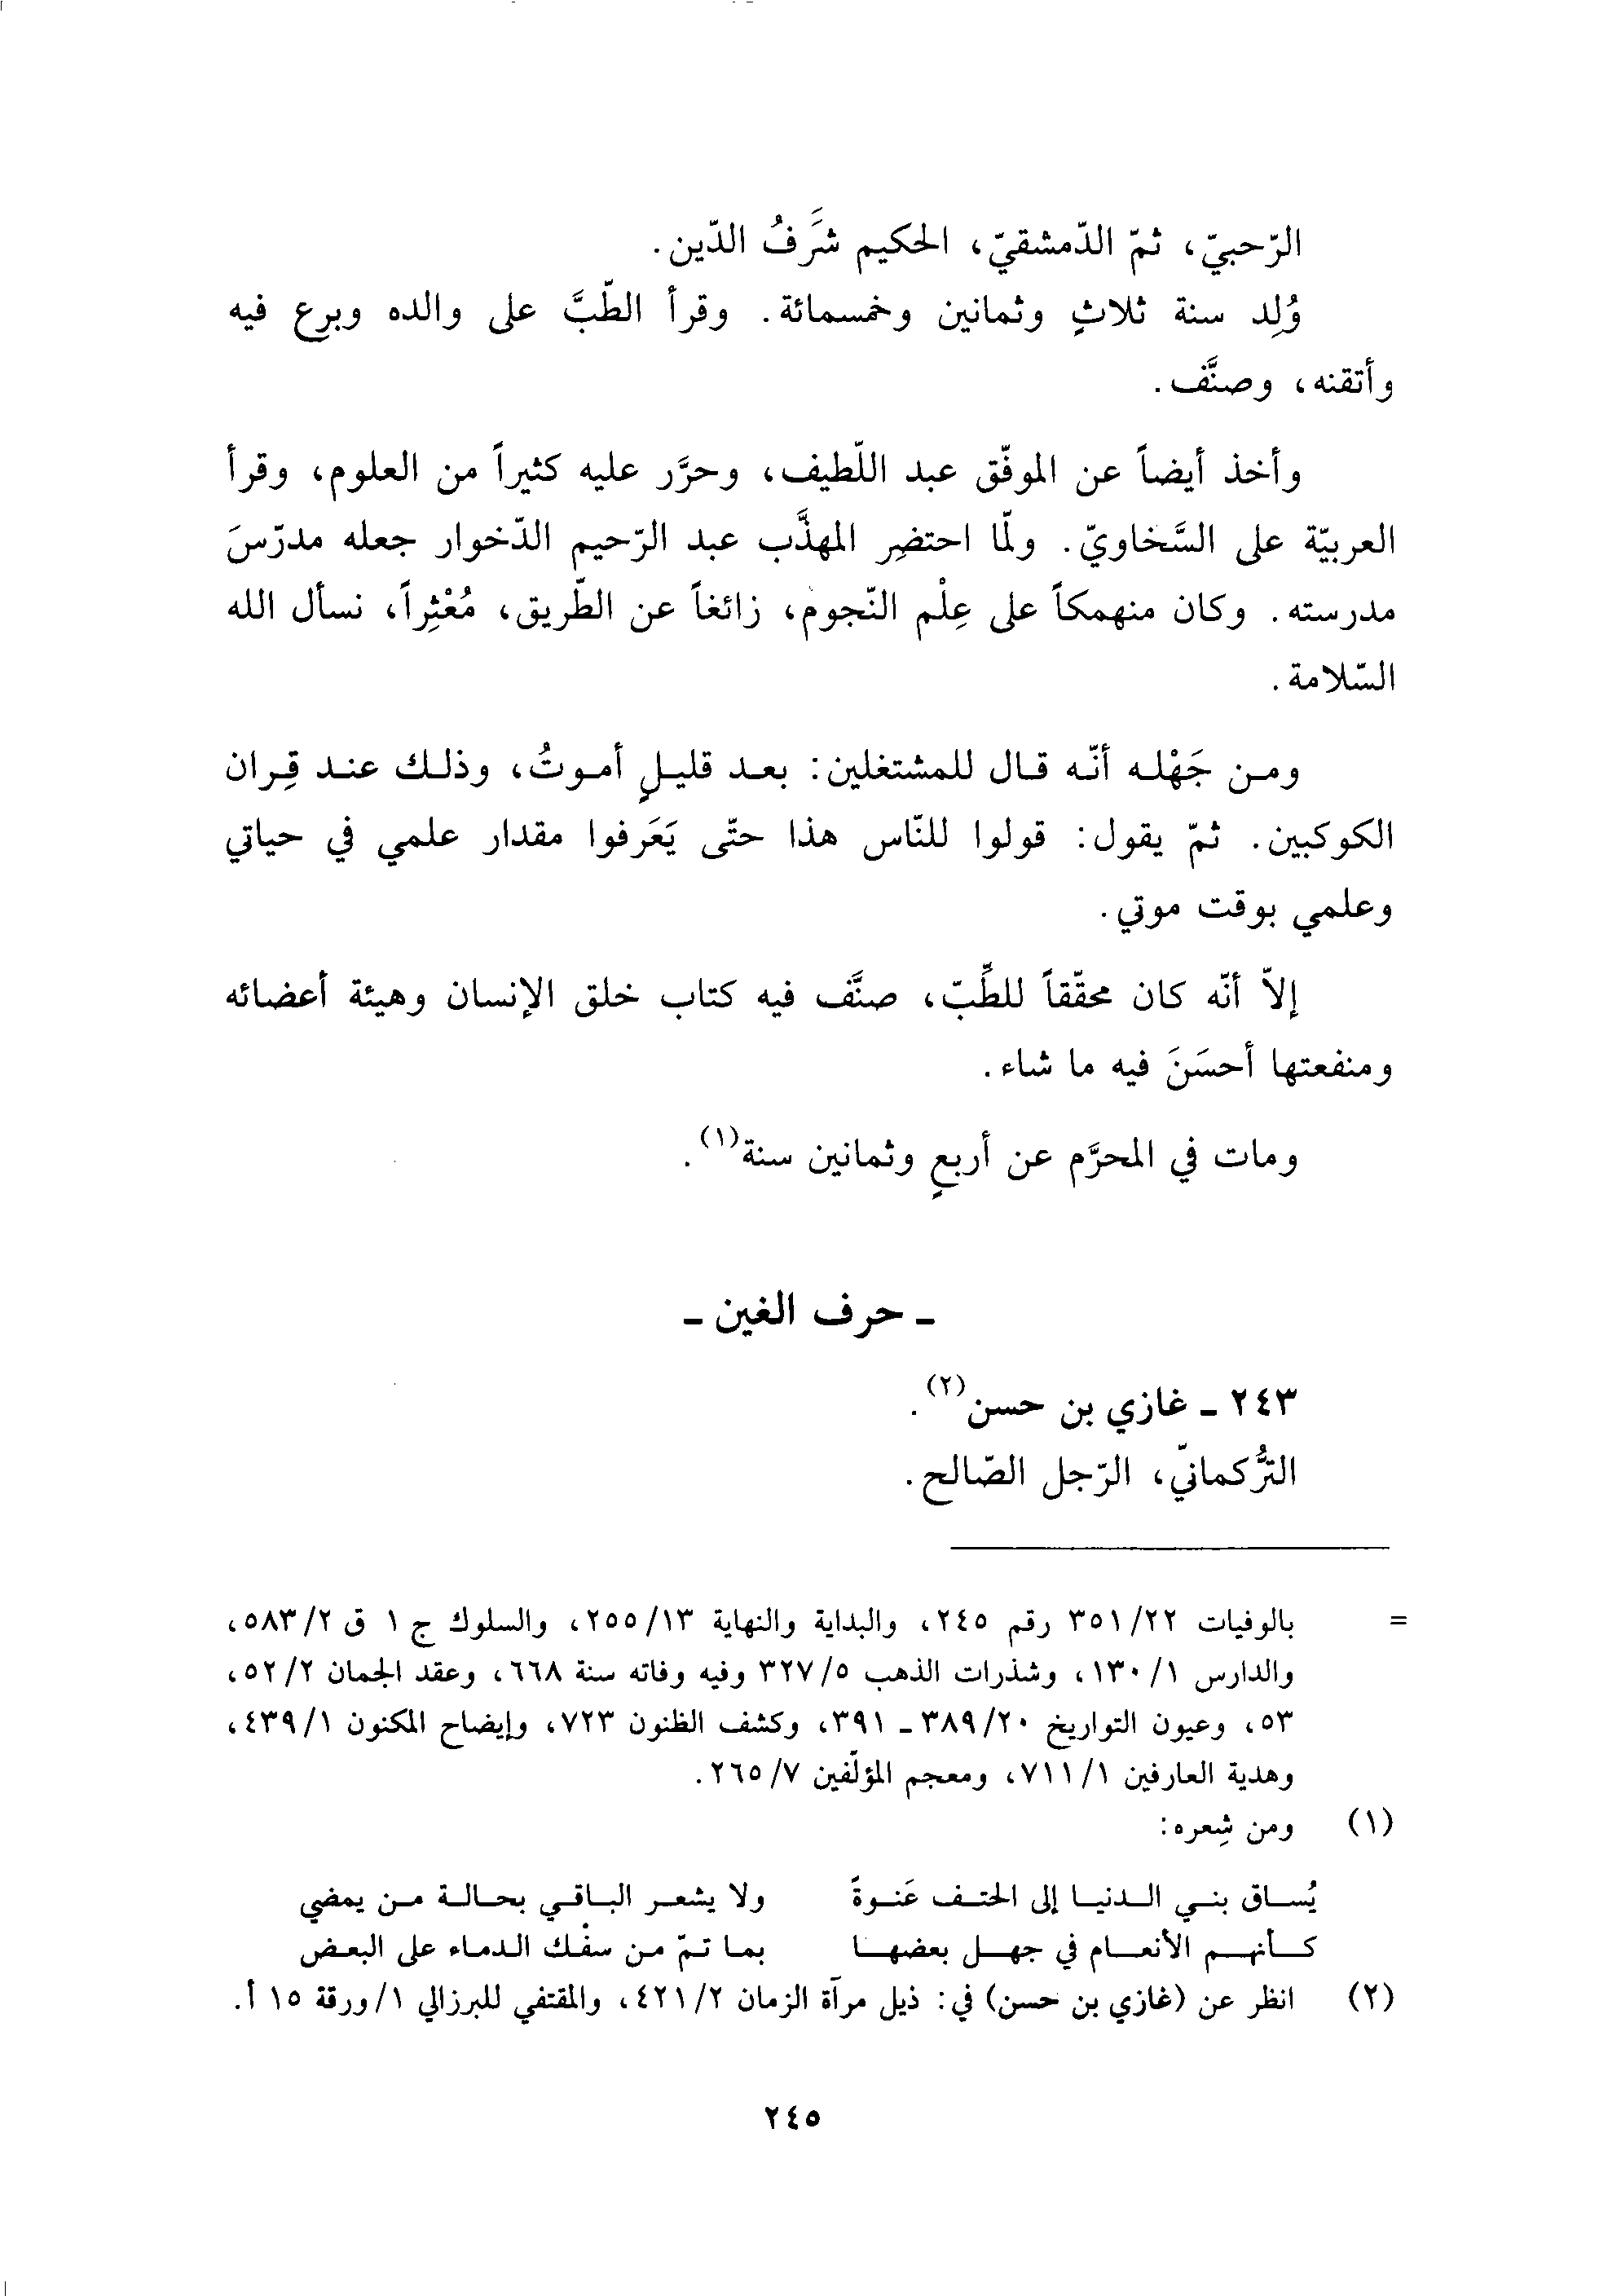 الرّحبيّ، ثمّ الدّمشقيّ، الحكيم شَرَفُ الدّين.
وُلِد سنة ثلاثٍ وثمانين وخمسمائة. وقرأ الطّبَّ على والده وبرع فيه
وأتقنه، وصنَّف.
وأخذ أيضاً عن الموفّق عبد اللّطيف، وحرَّر عليه كثيراً من العلوم، وقرأ
العربيّة على السَّخاويّ. ولمّا احتضِر المهذَّب عبد الرّحيم الدّخوار جعله مدرّسَ
مدرسته. وكان منهمكاً على عِلْم النّجوم، زائغاً عن الطّريق، مُعْثِراً، نسأل الله
السّلامة.
ومن جَهْله أنّه قال للمشتغلين: بعد قليلٍ أموتُ، وذلك عند قِران
الكوكبين. ثمّ يقول: قولوا للنّاس هذا حتّى يَعَرفوا مقدار علمي في حياتي
وعلمي بوقت موتي.
إلاّ أنّه كان محقّقاً للطِّبّ، صنَّف فيه كتاب خلق الإنسان وهيئة أعضائه
ومنفعتها أحسَنَ فيه ما شاء.
ومات في المحرَّم عن أربعٍ وثمانين سنة(١).
ـ حرف الغين ـ
٢٤٣ ـ غازي بن حسن(٢).
التُّركمانيّ، الرّجل الصّالح.
= بالوفيات ٢٢/ ٣٥١ رقم ٢٤٥، والبداية والنهاية ١٣/ ٢٥٥، والسلوك ج ١ ق ٢/ ٥٨٣،
والدارس ١/ ١٣٠، وشذرات الذهب ٥/ ٣٢٧ وفيه وفاته سنة ٦٦٨، وعقد الجمان ٢/ ٥٢،
٥٣، وعيون التواريخ ٢٠/ ٣٨٩ ـ ٣٩١، وكشف الظنون ٧٢٣، وإيضاح المكنون ١/ ٤٣٩،
وهدية العارفين ١/ ٧١١، ومعجم المؤلّفين ٧/ ٢٦٥.
(١) ومن شِعره:
يُساق بني الدنيا إلى الحتف عَنوةً ولا يشعر الباقي بحالة من يمضي
كأنهم الأنعام في جهل بعضها بما تمّ من سفْك الدماء على البعض
(٢) انظر عن (غازي بن حسن) في: ذيل مرآة الزمان ٢/ ٤٢١، والمقتفي للبرزالي ١/ ورقة ١٥ أ.
٢٤٥